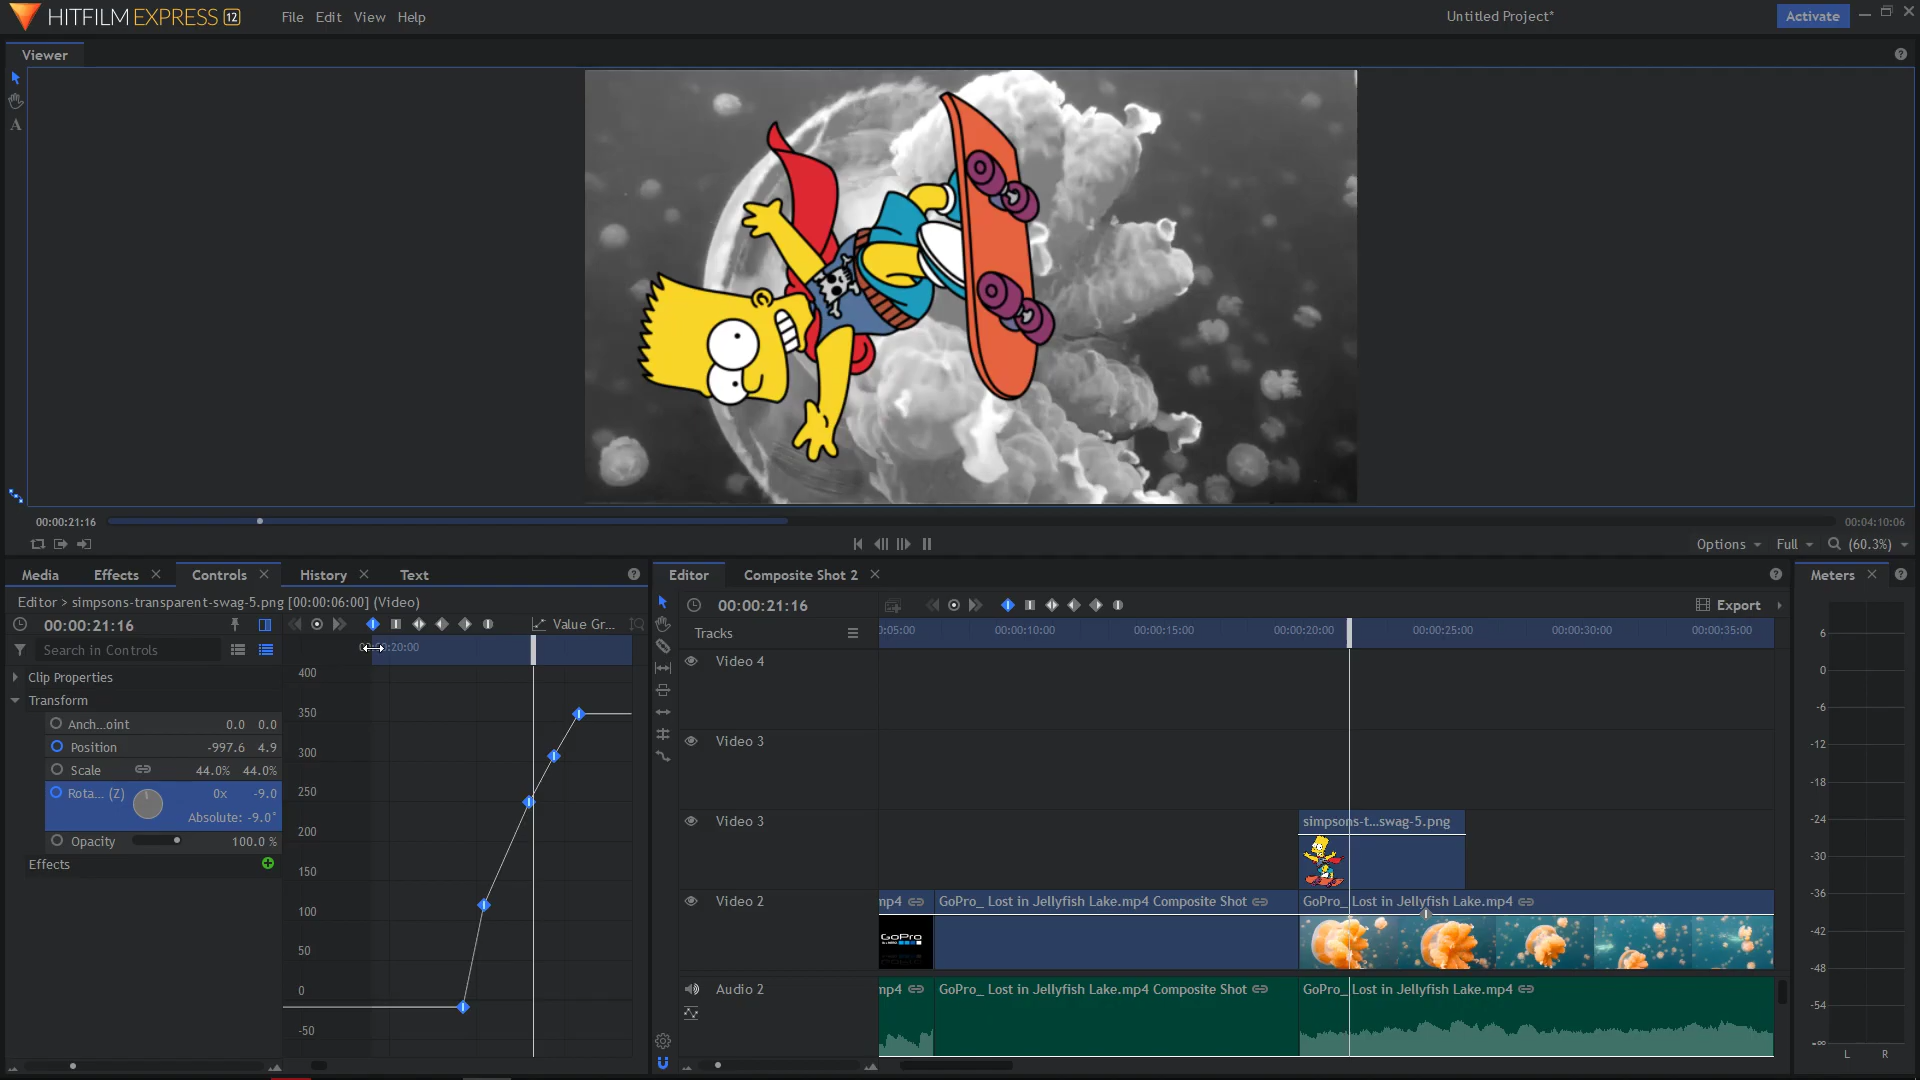 HITFILM EXPRESS 12
File Edit View Help
Untitled Project*
Activate
Viewer
A
00:00:21:16
00:04:10:06
Options
Full
(60.3%)
Media
Effects
Controls
History
Text
Editor > simpsons-transparent-swag-5.png [00:00:06:00] (Video)
00:00:21:16
Value Gr...
Search in Controls
20:00
Clip Properties
Transform
Anch...oint 0.0 0.0
Position -997.6 4.9
Scale 44.0% 44.0%
Rota... (Z) 0x -9.0
Absolute: -9.0°
Opacity 100.0 %
Effects
400
350
300
250
200
150
100
50
0
-50
Editor
Composite Shot 2
00:00:21:16
Export
Tracks
0:05:00 00:00:10:00 00:00:15:00 00:00:20:00 00:00:25:00 00:00:30:00 00:00:35:00
Video 4
Video 3
Video 3
simpsons-t...swag-5.png
Video 2
mp4
GoPro_ Lost in Jellyfish Lake.mp4 Composite Shot
GoPro_ Lost in Jellyfish Lake.mp4
GoPro
Audio 2
mp4
GoPro_ Lost in Jellyfish Lake.mp4 Composite Shot
GoPro_ Lost in Jellyfish Lake.mp4
Meters
6
0
-6
-12
-18
-24
-30
-36
-42
-48
-54
-∞
L R